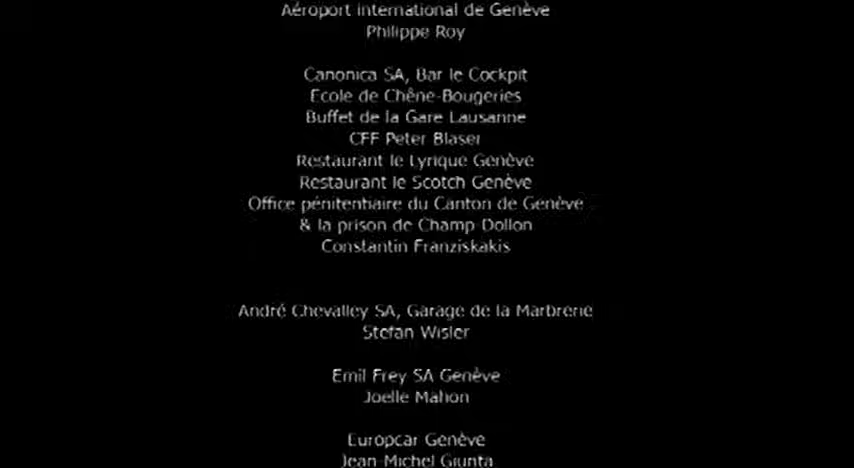 Aéroport international de Genève
Philippe Roy
Canonica SA, Bar le Cockpit
Ecole de Chêne-Bougeries
Buffet de la Gare Lausanne
CFF Peter Blaser
Restaurant le Lyrique Genève
Restaurant le Scotch Genève
Office pénitentiaire du Canton de Genève
& la prison de Champ-Dollon
Constantin Franziskakis
André Chevalley SA, Garage de la Marbrerie
Stefan Wisler
Emil Frey SA Genève
Joelle Mahon
Europcar Genève
Jean-Michel Giunta